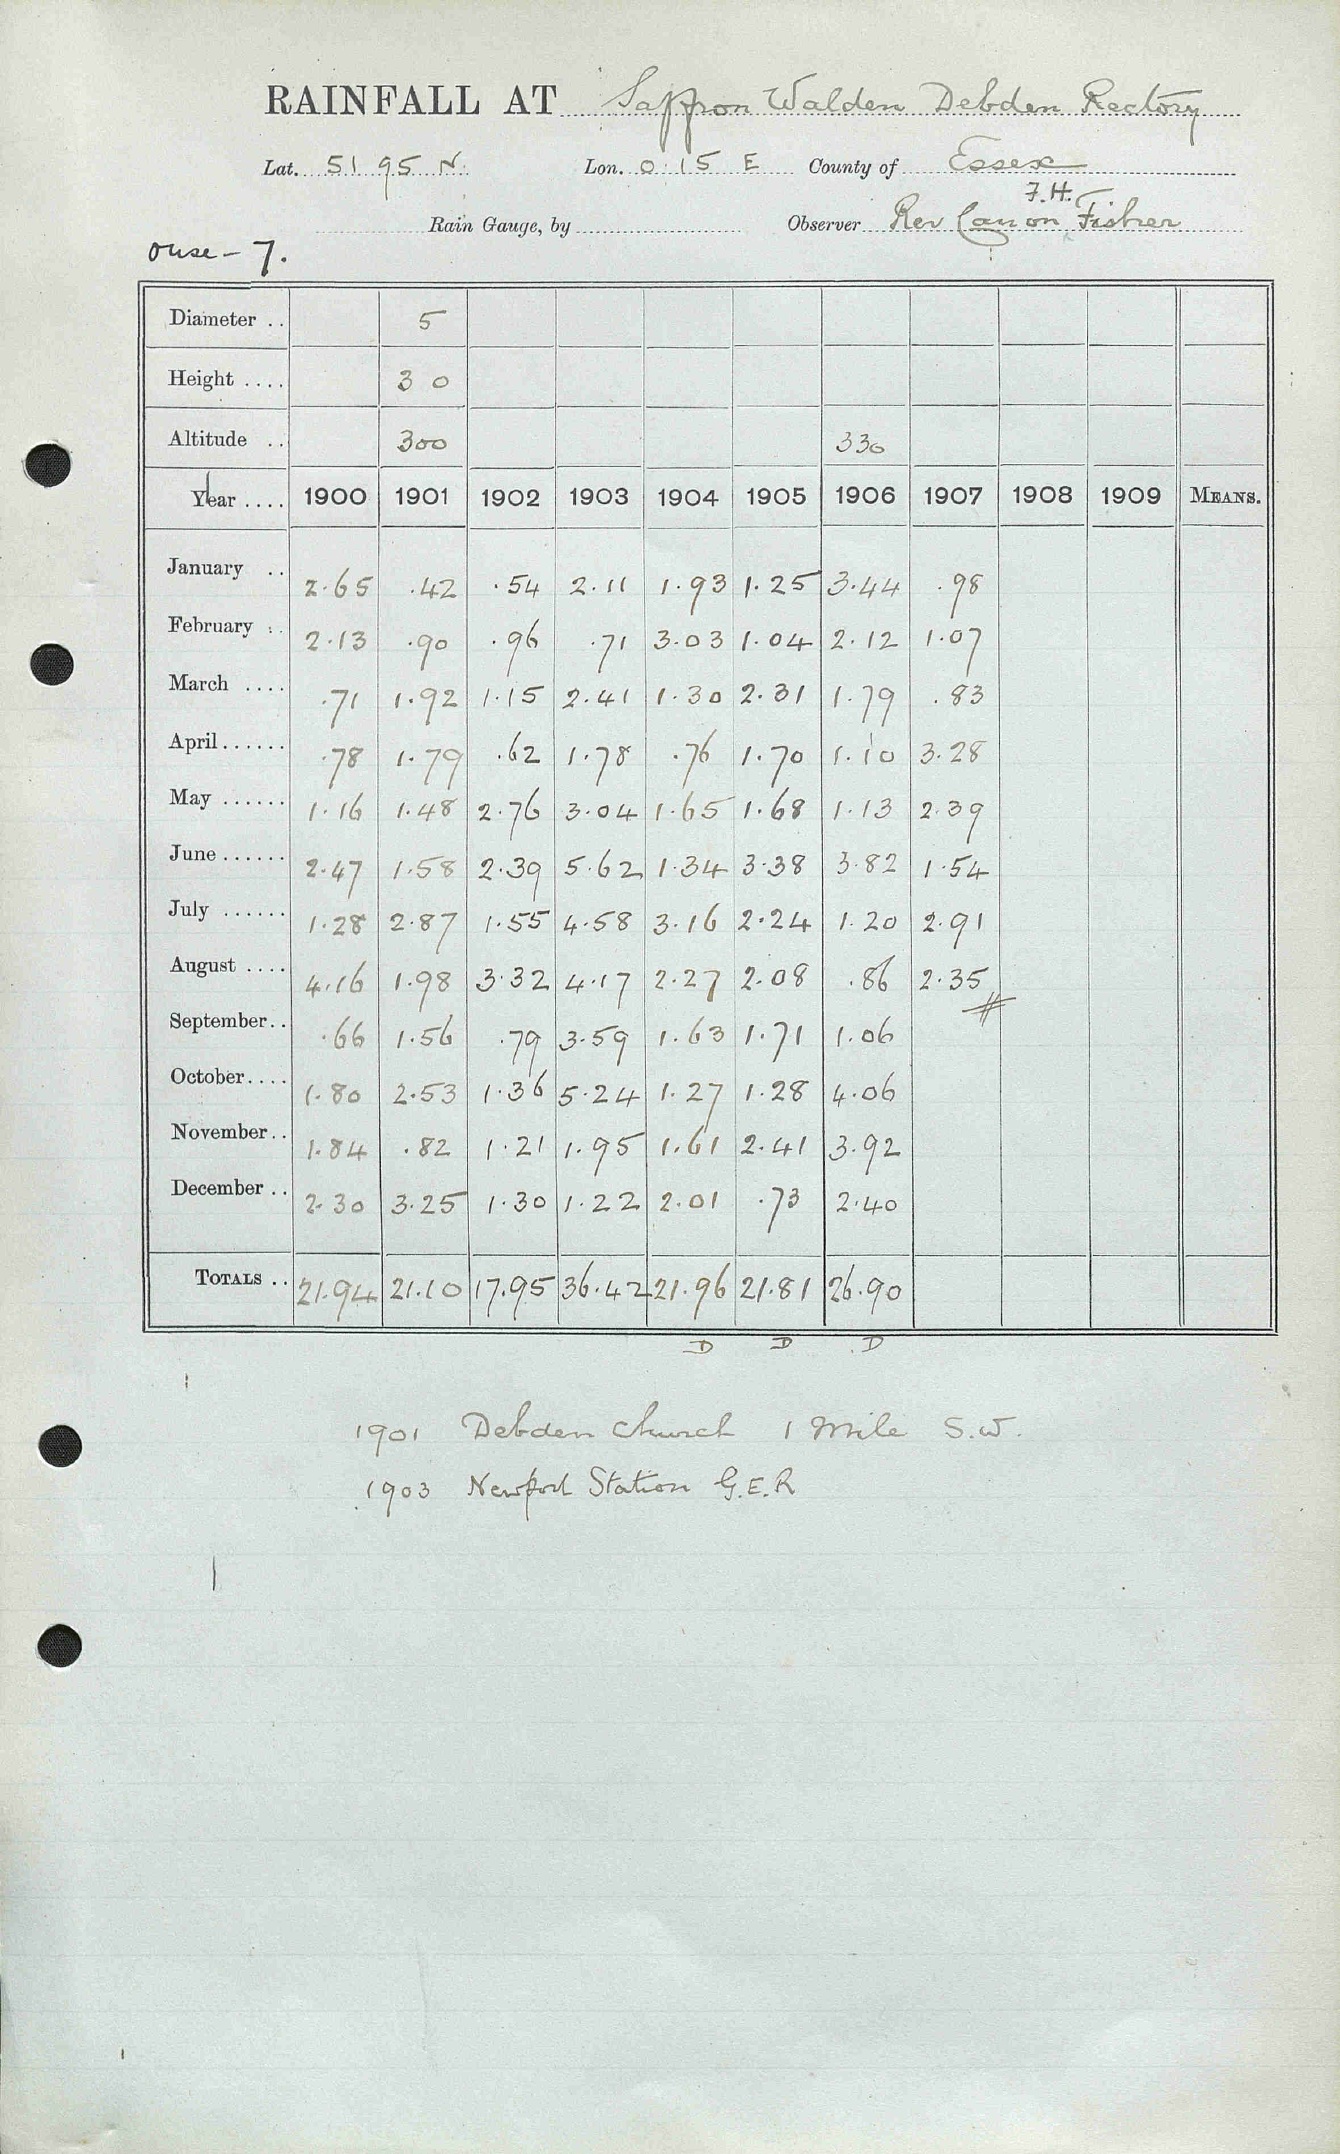 RAINFALL AT Saffron Walden Debden Rectory
Lat. 51 95 N. Lon. 0 15 E County of Essex
F.H.
Rain Gauge, by Observer Rev Canon Fisher
Ouse - 7.
Diameter .. 5
Height .... 30
Altitude .. 300 330
Year .... 1900 1901 1902 1903 1904 1905 1906 1907 1908 1909 MEANS.
January .. 2.65 .42 .54 2.11 1.93 1.25 3.44 .98
February .. 2.13 .90 .96 .71 3.03 1.04 2.12 1.07
March .... .71 1.92 1.15 2.41 1.30 2.31 1.79 .83
April...... .78 1.79 .62 1.78 .76 1.70 1.10 3.28
May ...... 1.16 1.48 2.76 3.04 1.65 1.68 1.13 2.39
June...... 2.47 1.58 2.39 5.62 1.34 3.38 3.82 1.54
July ...... 1.28 2.87 1.55 4.58 3.16 2.24 1.20 2.91
August .... 4.16 1.98 3.32 4.17 2.27 2.08 .86 2.35
September.. .66 1.56 .79 3.59 1.63 1.71 1.06
October.... 1.80 2.53 1.36 5.24 1.27 1.28 4.06
November.. 1.84 .82 1.21 1.95 1.61 2.41 3.92
December .. 2.30 3.25 1.30 1.22 2.01 .73 2.40
TOTALS .. 21.94 21.10 17.95 36.42 21.96 21.81 26.90
D D D
1901 Debden Church 1 Mile S.W.
1903 Newport Station G.E.R